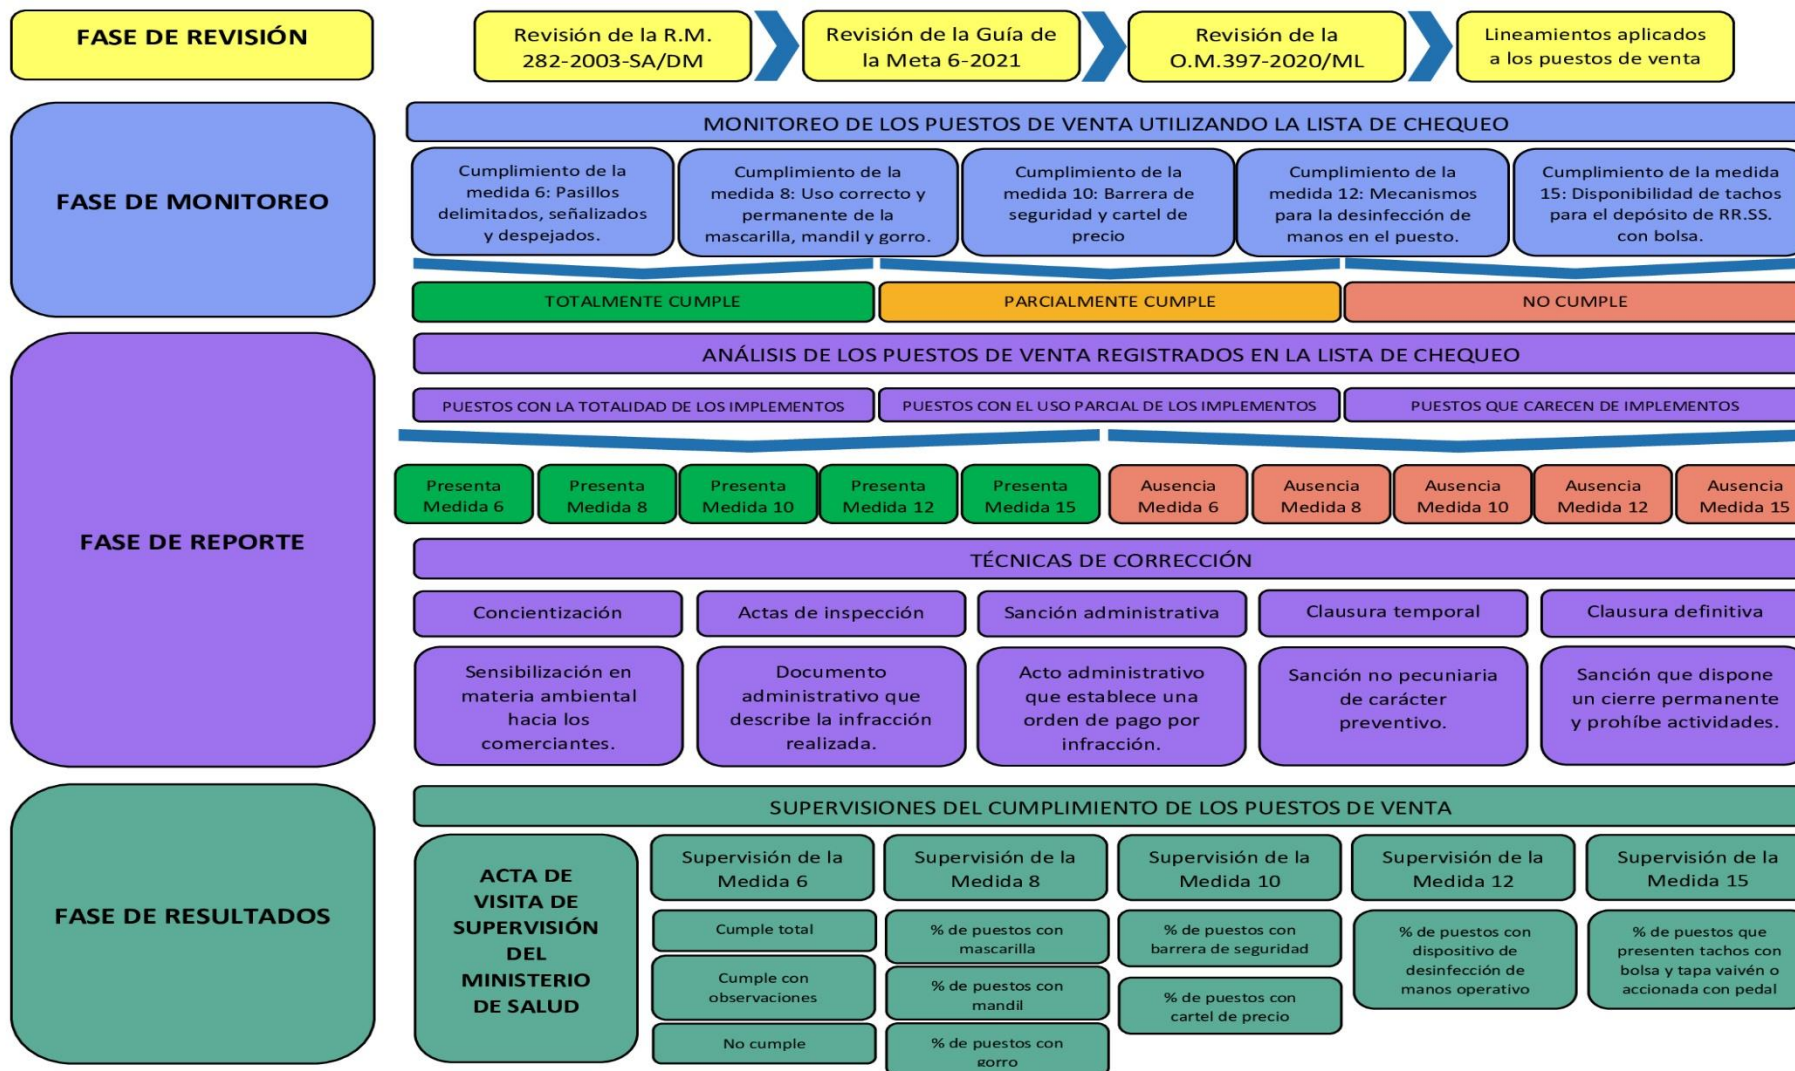 FASE DE REVISIÓN
Revisión de la R.M.
282-2003-SA/DM
Revisión de la Guía de
la Meta 6-2021
Revisión de la
O.M.397-2020/ML
Lineamientos aplicados
a los puestos de venta
FASE DE MONITOREO
MONITOREO DE LOS PUESTOS DE VENTA UTILIZANDO LA LISTA DE CHEQUEO
Cumplimiento de la
medida 6: Pasillos
delimitados, señalizados
y despejados.
Cumplimiento de la
medida 8: Uso correcto y
permanente de la
mascarilla, mandil y gorro.
Cumplimiento de la
medida 10: Barrera de
seguridad y cartel de
precio
Cumplimiento de la
medida 12: Mecanismos
para la desinfección de
manos en el puesto.
Cumplimiento de la medida
15: Disponibilidad de tachos
para el depósito de RR.SS.
con bolsa.
TOTALMENTE CUMPLE
PARCIALMENTE CUMPLE
NO CUMPLE
FASE DE REPORTE
ANÁLISIS DE LOS PUESTOS DE VENTA REGISTRADOS EN LA LISTA DE CHEQUEO
PUESTOS CON LA TOTALIDAD DE LOS IMPLEMENTOS
PUESTOS CON EL USO PARCIAL DE LOS IMPLEMENTOS
PUESTOS QUE CARECEN DE IMPLEMENTOS
Presenta
Medida 6
Presenta
Medida 8
Presenta
Medida 10
Presenta
Medida 12
Presenta
Medida 15
Ausencia
Medida 6
Ausencia
Medida 8
Ausencia
Medida 10
Ausencia
Medida 12
Ausencia
Medida 15
TÉCNICAS DE CORRECCIÓN
Concientización
Actas de inspección
Sanción administrativa
Clausura temporal
Clausura definitiva
Sensibilización en
materia ambiental
hacia los
comerciantes.
Documento
administrativo que
describe la infracción
realizada.
Acto administrativo
que establece una
orden de pago por
infracción.
Sanción no pecuniaria
de carácter
preventivo.
Sanción que dispone
un cierre permanente
y prohíbe actividades.
FASE DE RESULTADOS
SUPERVISIONES DEL CUMPLIMIENTO DE LOS PUESTOS DE VENTA
ACTA DE
VISITA DE
SUPERVISIÓN
DEL
MINISTERIO
DE SALUD
Supervisión de la
Medida 6
Supervisión de la
Medida 8
Supervisión de la
Medida 10
Supervisión de la
Medida 12
Supervisión de la
Medida 15
Cumple total
Cumple con
observaciones
No cumple
% de puestos con
mascarilla
% de puestos con
mandil
% de puestos con
gorro
% de puestos con
barrera de seguridad
% de puestos con
cartel de precio
% de puestos con
dispositivo de
desinfección de
manos operativo
% de puestos que
presenten tachos con
bolsa y tapa vaivén o
accionada con pedal